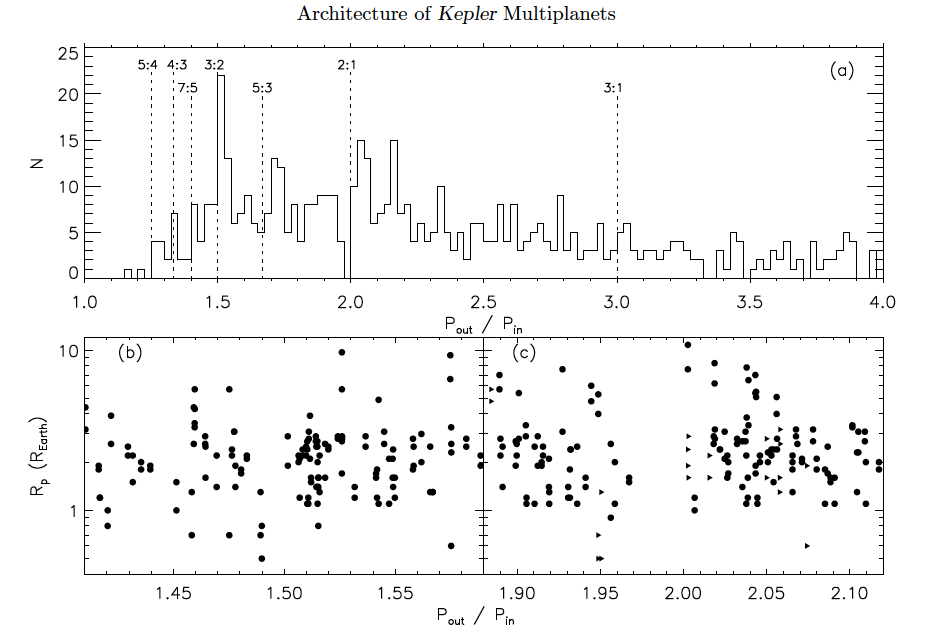 Architecture of Kepler Multiplanets
25
20
15
10
5
0
N
5:4 4:3 3:2 2:1
7:5 5:3 3:1
(a)
1.0 1.5 2.0 2.5 3.0 3.5 4.0
Pout / Pin
(b) (c)
10
1
Rp (REarth)
1.45 1.50 1.55 1.90 1.95 2.00 2.05 2.10
Pout / Pin